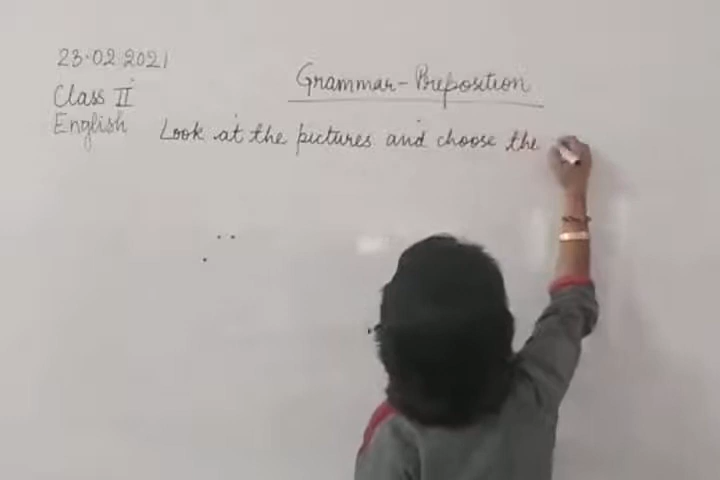 23.02.2021
Grammar-Preposition
Class II
English
Look at the pictures and choose the